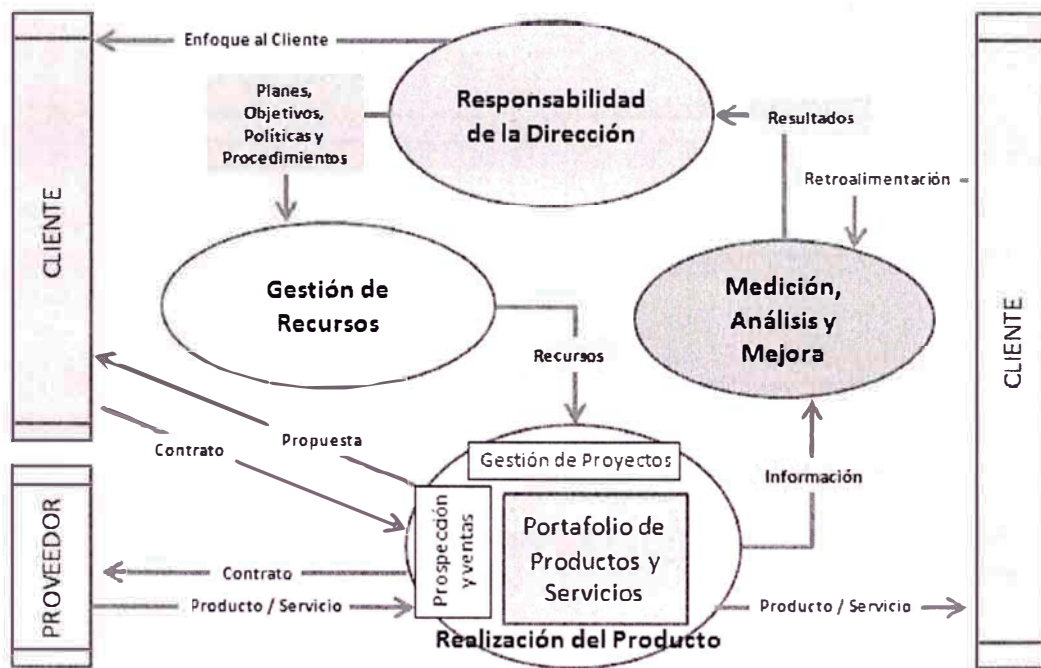 Enfoque al Cliente
Responsabilidad
de la Dirección
Planes,
Objetivos,
Políticas y
Procedimientos
Resultados
Retroalimentación
CLIENTE
Gestión de
Recursos
Medición,
Análisis y
Mejora
CLIENTE
Recursos
Propuesta
Contrato
Gestión de Proyectos
Información
PROVEEDOR
Prospección
y ventas
Portafolio de
Productos y
Servicios
Contrato
Producto / Servicio
Producto / Servicio
Realización del Producto